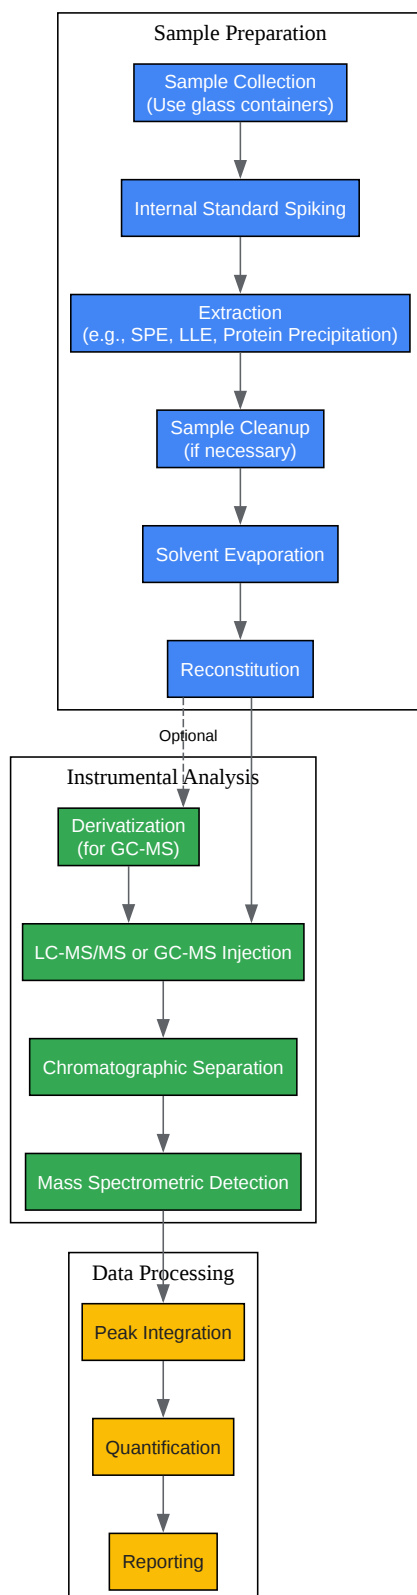 Sample Preparation
Sample Collection
(Use glass containers)
Internal Standard Spiking
Extraction
(e.g., SPE, LLE, Protein Precipitation)
Sample Cleanup
(if necessary)
Solvent Evaporation
Reconstitution
Optional
Instrumental Analysis
Derivatization
(for GC-MS)
LC-MS/MS or GC-MS Injection
Chromatographic Separation
Mass Spectrometric Detection
Data Processing
Peak Integration
Quantification
Reporting